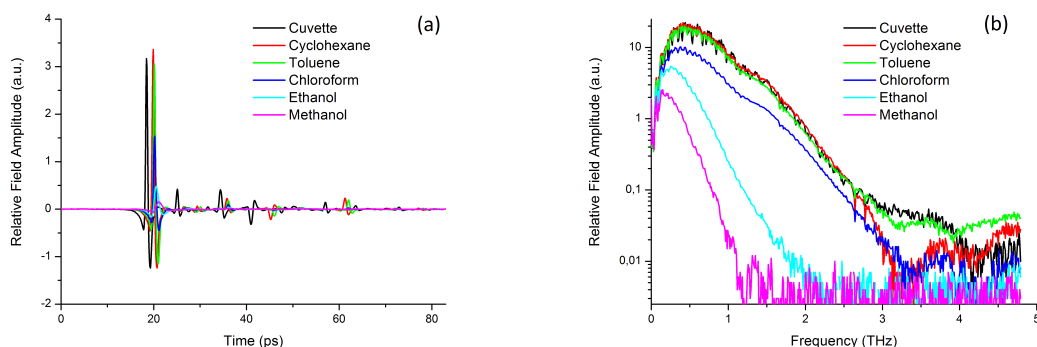 (a)
Cuvette
Cyclohexane
Toluene
Chloroform
Ethanol
Methanol
Relative Field Amplitude (a.u.)
4
3
2
1
0
-1
-2
0
20
40
60
80
Time (ps)
(b)
Cuvette
Cyclohexane
Toluene
Chloroform
Ethanol
Methanol
Relative Field Amplitude (a.u.)
10
1
0,1
0,01
0
1
2
3
4
5
Frequency (THz)